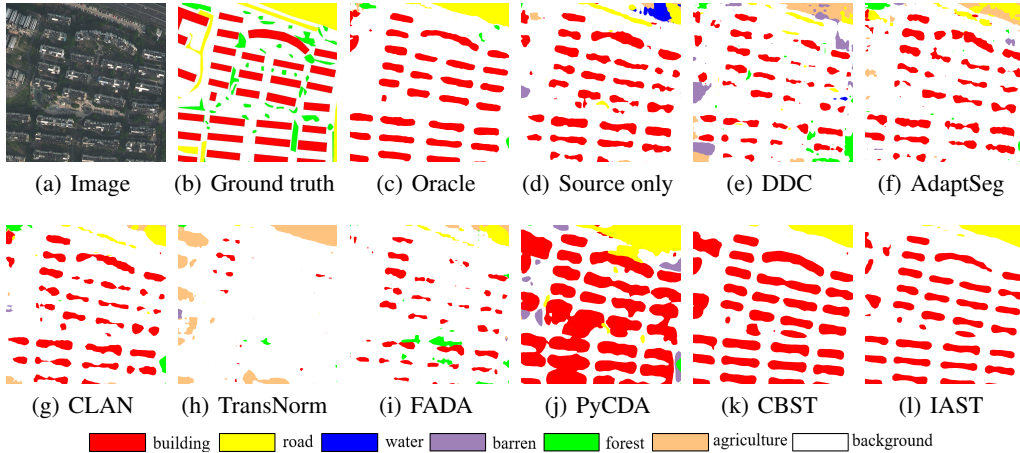 (a) Image (b) Ground truth (c) Oracle (d) Source only (e) DDC (f) AdaptSeg
(g) CLAN (h) TransNorm (i) FADA (j) PyCDA (k) CBST (l) IAST
building road water barren forest agriculture background